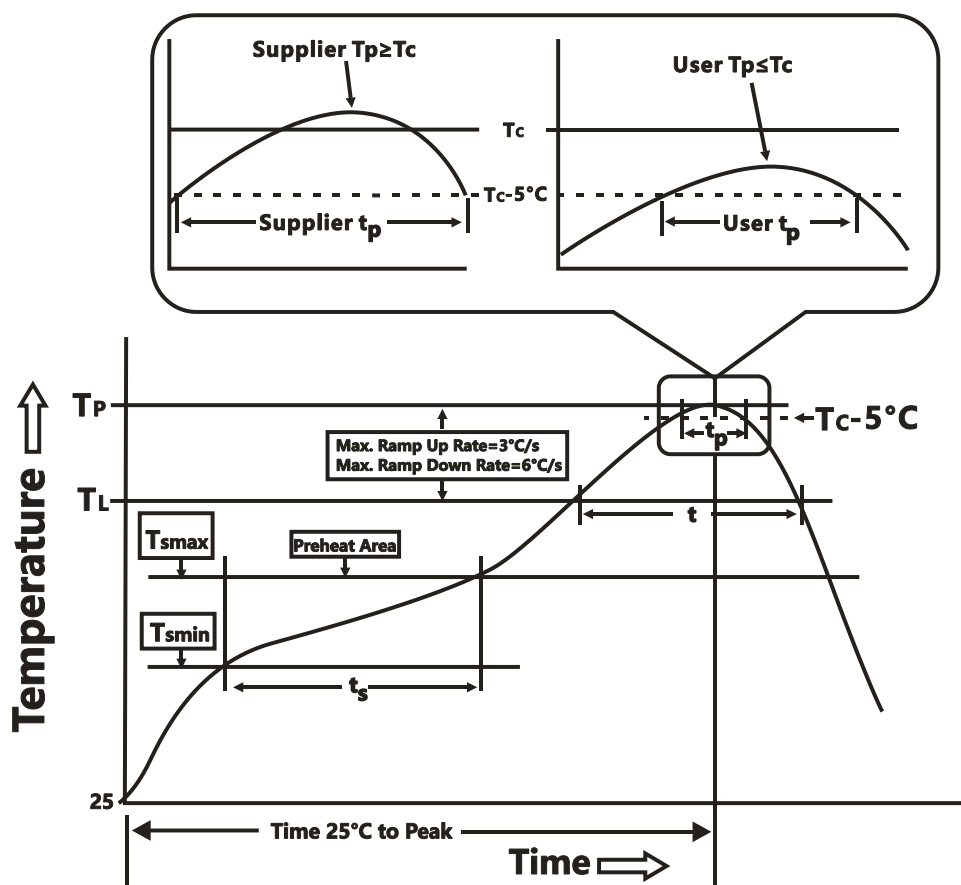 Supplier Tp≥Tc
User Tp≤Tc
Tc
Tc-5°C
Supplier tp
User tp
TP
Tc-5°C
tp
Max. Ramp Up Rate=3°C/s
Max. Ramp Down Rate=6°C/s
TL
t
Tsmax
Preheat Area
Tsmin
ts
Temperature
25
Time 25°C to Peak
Time